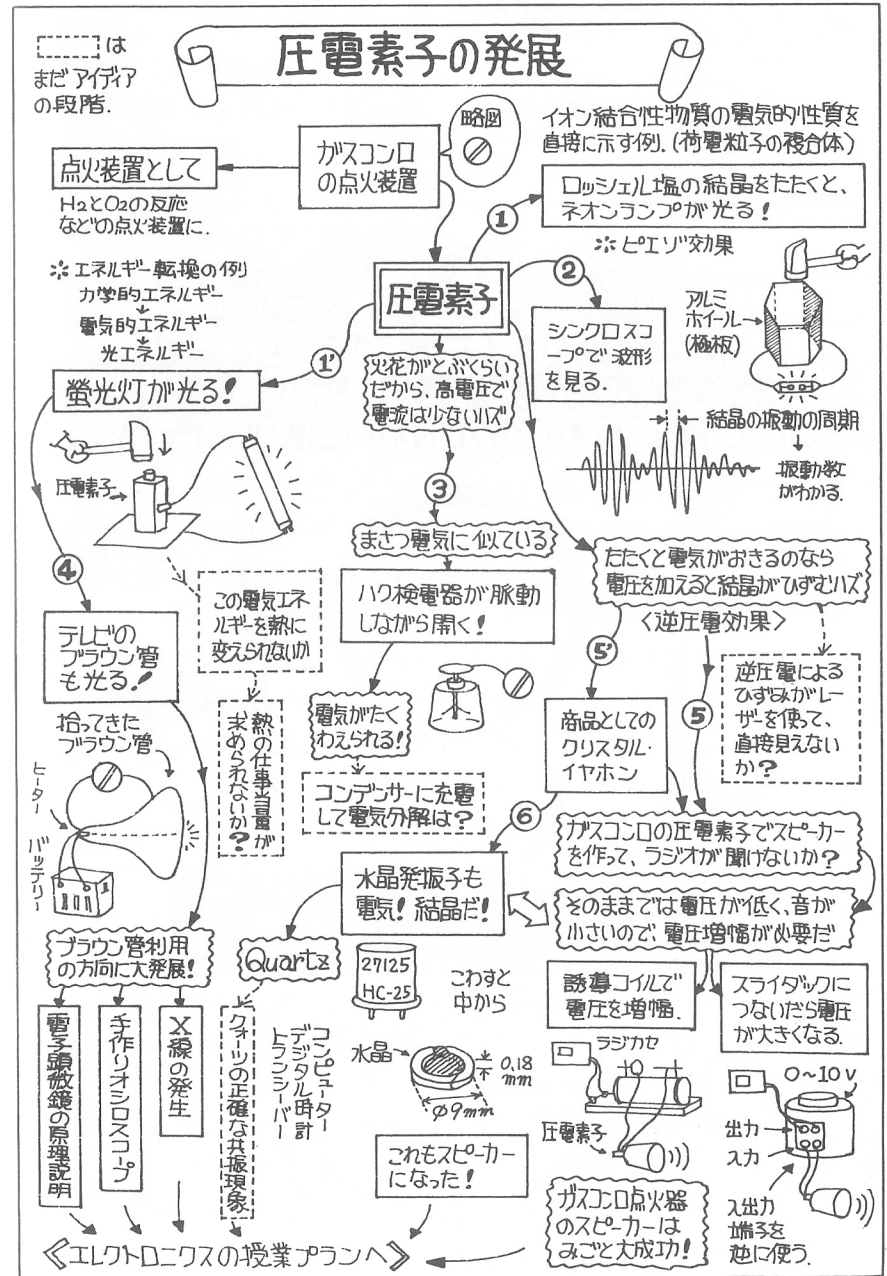 圧電素子の発展
は
まだアイディア
の段階.
ガスコンロ
の点火装置
略図
点火装置として
H2とO2の反応
などの点火装置に.
イオン結合性物質の電気的性質を
直接に示す例.(荷電粒子の複合体)
①
ロッシェル塩の結晶をたたくと、
ネオンランプが光る!
※ピエゾ効果
アルミ
ホイール
(極板)
圧電素子
②
シンクロスコ
ープで波形
を見る.
結晶の振動の周期
振動数
がわかる.
※エネルギー転換の例
力学的エネルギー
電気的エネルギー
光エネルギー
①'
螢光灯が光る!
圧電素子
火花がとぶくらい
だから、高電圧で
電流は少ないハズ
③
まさつ電気に似ている
ハク検電器が脈動
しながら開く!
電気がたく
わえられる!
コンデンサーに充電
して電気分解は?
この電気エネ
ルギーを熱に
変えられないか
熱の仕事当量が
求められないか?
④
テレビの
ブラウン管
も光る!
拾ってきた
ブラウン管
ヒーター
バッテリー
ブラウン管利用
の方向に大発展!
X線の発生
手作りオシロスコープ
電子顕微鏡の原理説明
たたくと電気がおきるのなら
電圧を加えると結晶がひずむハズ
〈逆圧電効果〉
逆圧電による
ひずみがレー
ザーを使って、
直接見えない
か?
⑤'
商品としての
クリスタル・
イヤホン
⑤
ガスコンロの圧電素子でスピーカー
を作って、ラジオが聞けないか?
⑥
水晶発振子も
電気!結晶だ!
そのままでは電圧が低く、音が
小さいので、電圧増幅が必要だ
Quartz
クォーツの正確な共振現象
コンピューター
デジタル時計
トランシーバー
27125
HC-25
こわすと
中から
水晶
0.18
mm
φ9mm
これもスピーカー
になった!
誘導コイルで
電圧を増幅.
ラジカセ
圧電素子
スライダックに
つないだら電圧
が大きくなる.
0〜10V
出力
入力
入出力
端子を
逆に使う.
ガスコンロ点火器
のスピーカーは
みごと大成功!
《エレクトロニクスの授業プランへ》